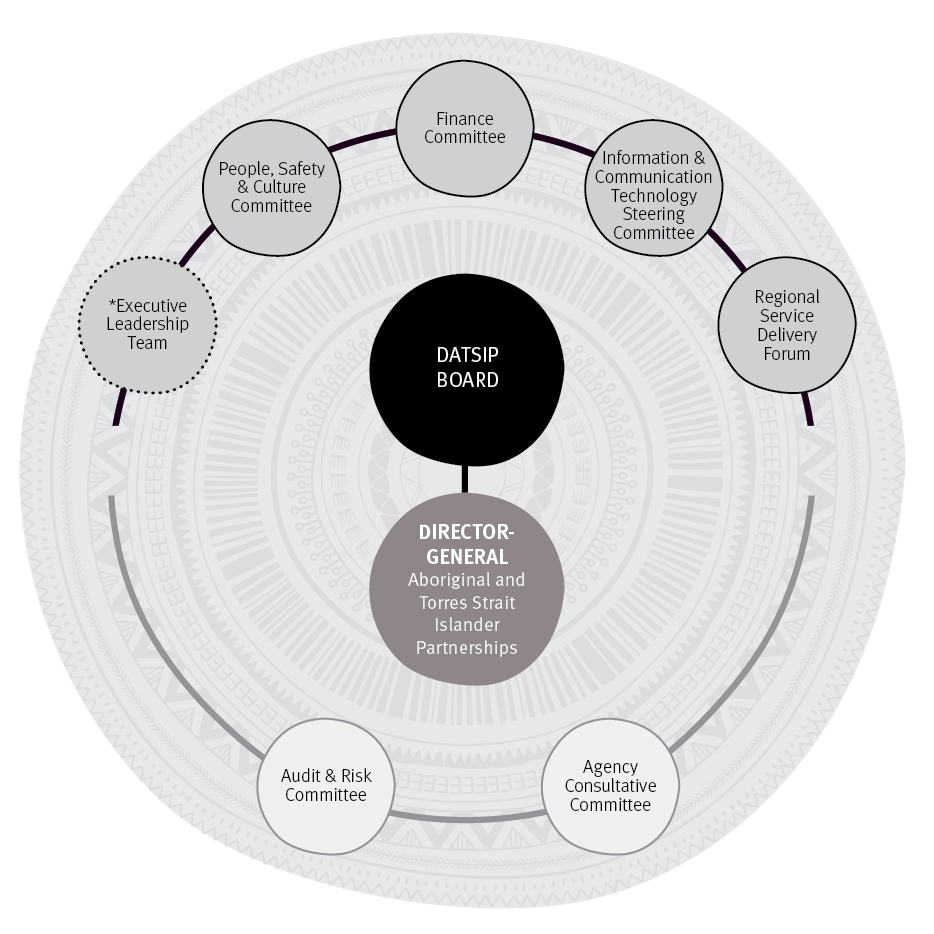 Finance
Committee
People, Safety
& Culture
Committee
Information &
Communication
Technology
Steering
Committee
*Executive
Leadership
Team
Regional
Service
Delivery
Forum
DATSIP
BOARD
DIRECTOR-
GENERAL
Aboriginal and
Torres Strait
Islander
Partnerships
Audit & Risk
Committee
Agency
Consultative
Committee